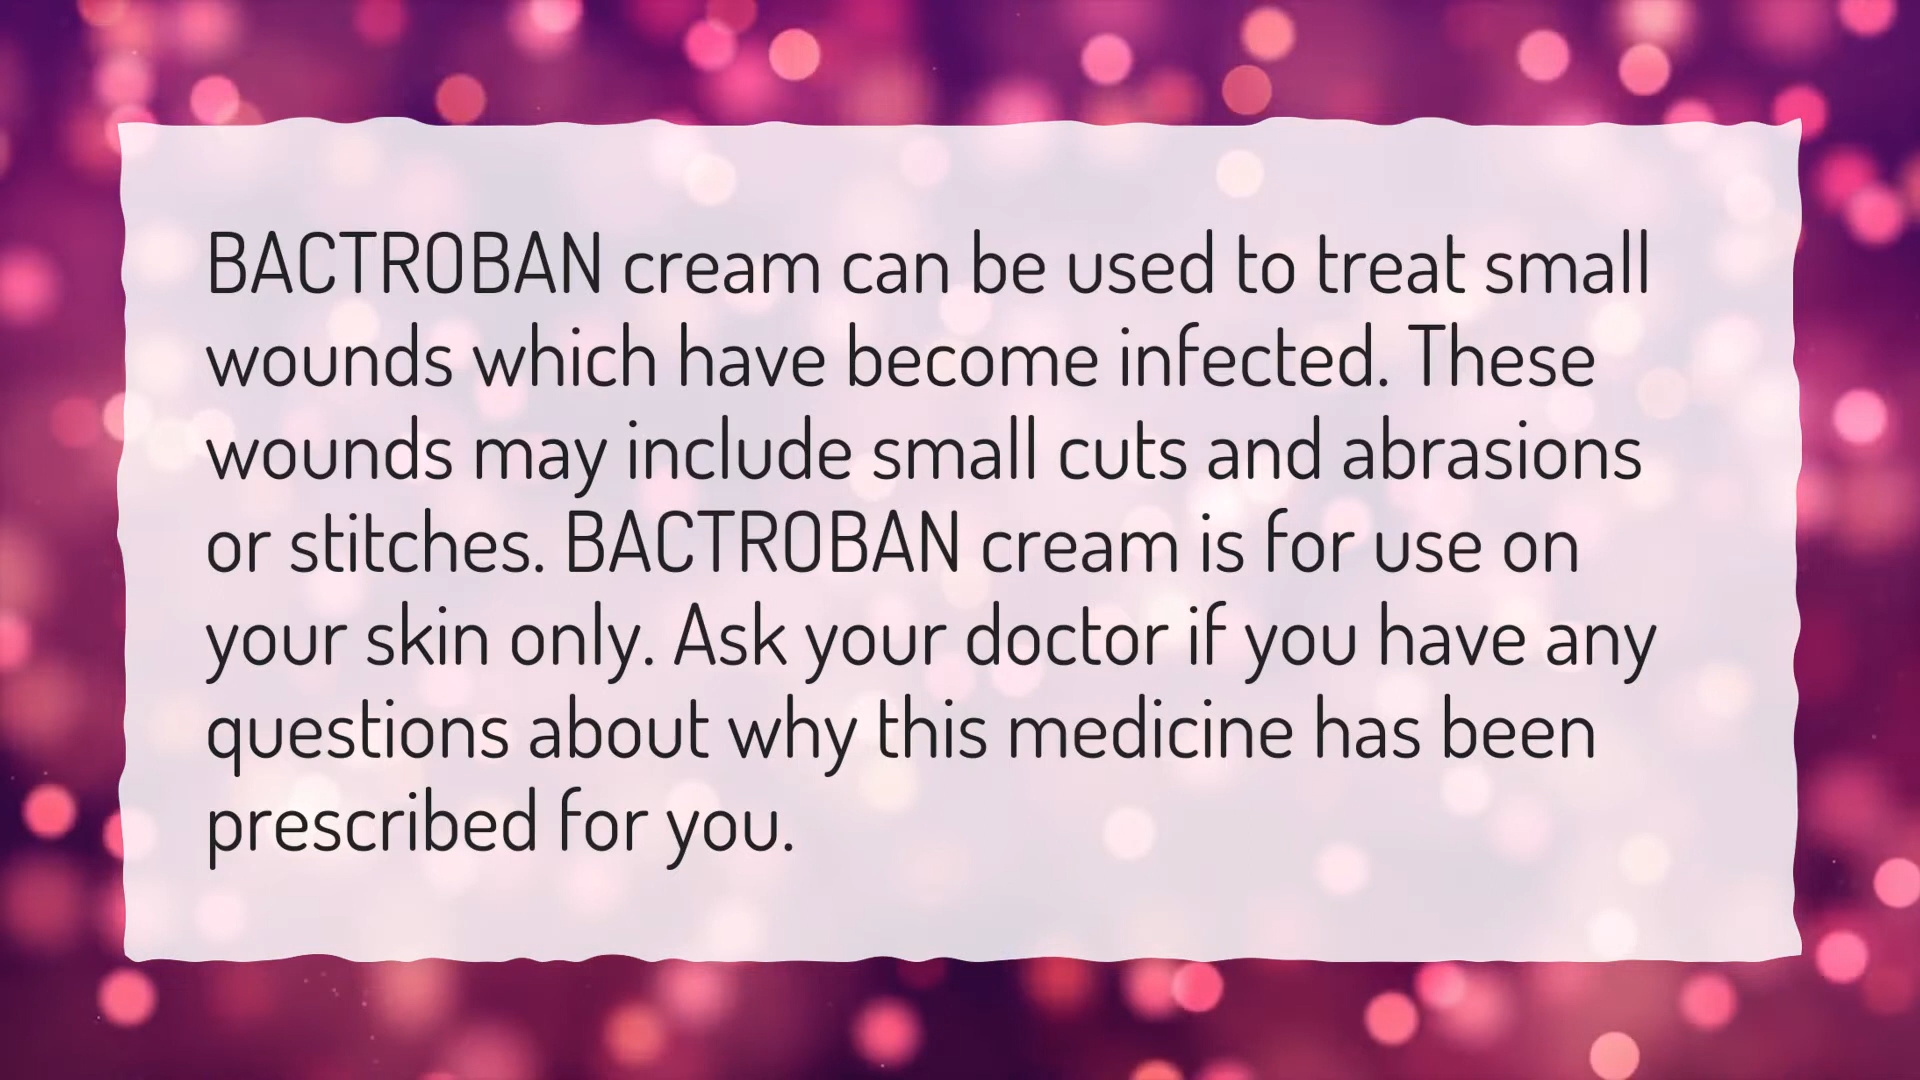 BACTROBAN cream can be used to treat small
wounds which have become infected. These
wounds may include small cuts and abrasions
or stitches. BACTROBAN cream is for use on
your skin only. Ask your doctor if you have any
questions about why this medicine has been
prescribed for you.